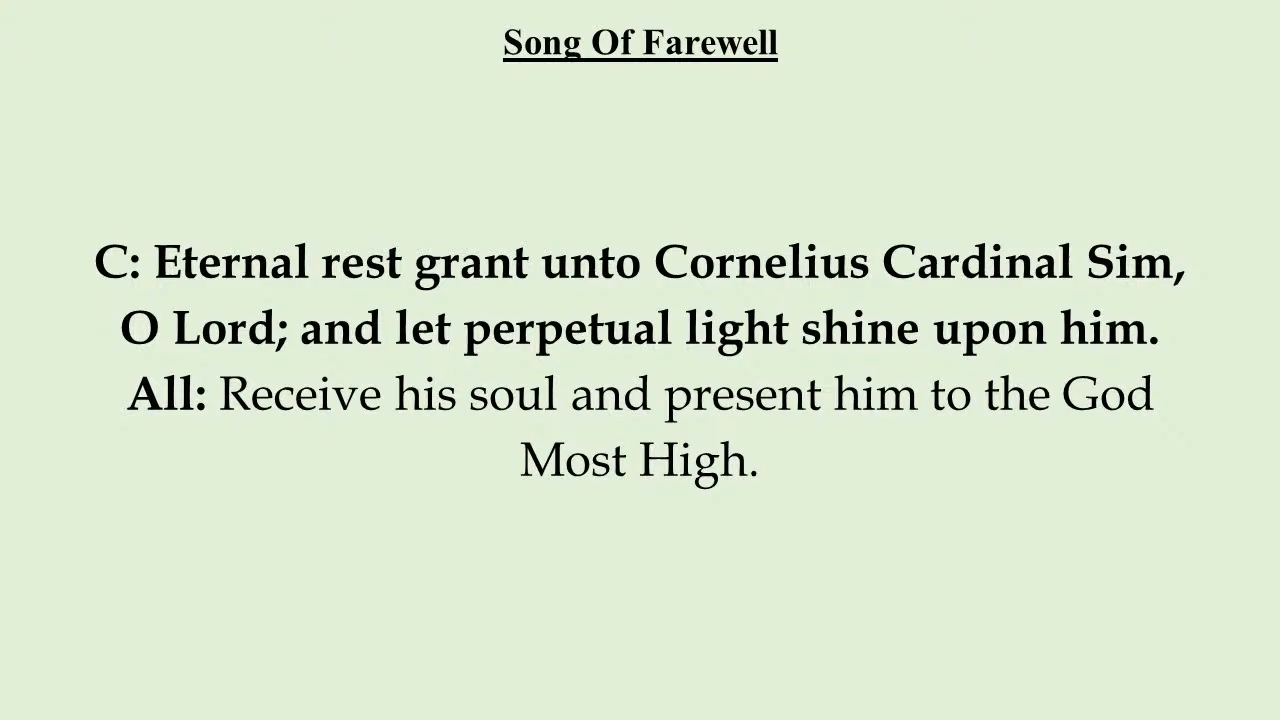 Song Of Farewell
C: Eternal rest grant unto Cornelius Cardinal Sim,
O Lord; and let perpetual light shine upon him.
All: Receive his soul and present him to the God
Most High.